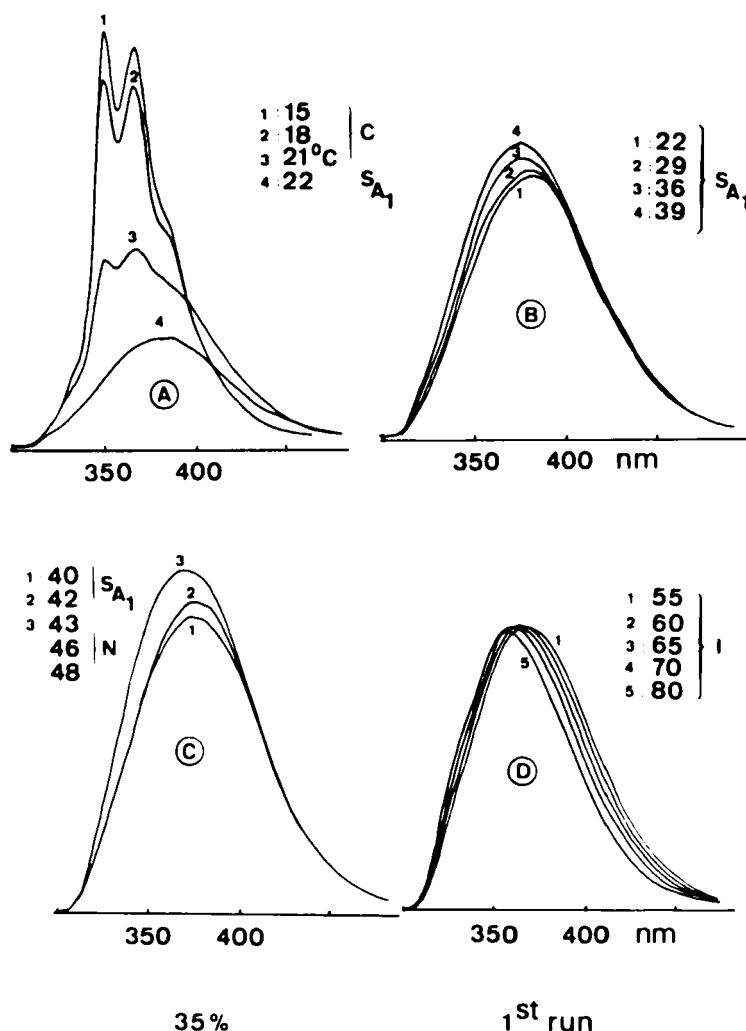 1
2
3
4
1 : 15
2 : 18
3 21°C
4 : 22
C
S_A1
A
350 400
4
3
2
1
1 : 22
2 : 29
3 : 36
4 : 39
S_A1
B
350 400 nm
1 40
2 42
3 43
46
48
S_A1
N
3
2
1
C
350 400
1 55
2 60
3 65
4 70
5 80
I
1
5
D
350 400 nm
35% 1st run